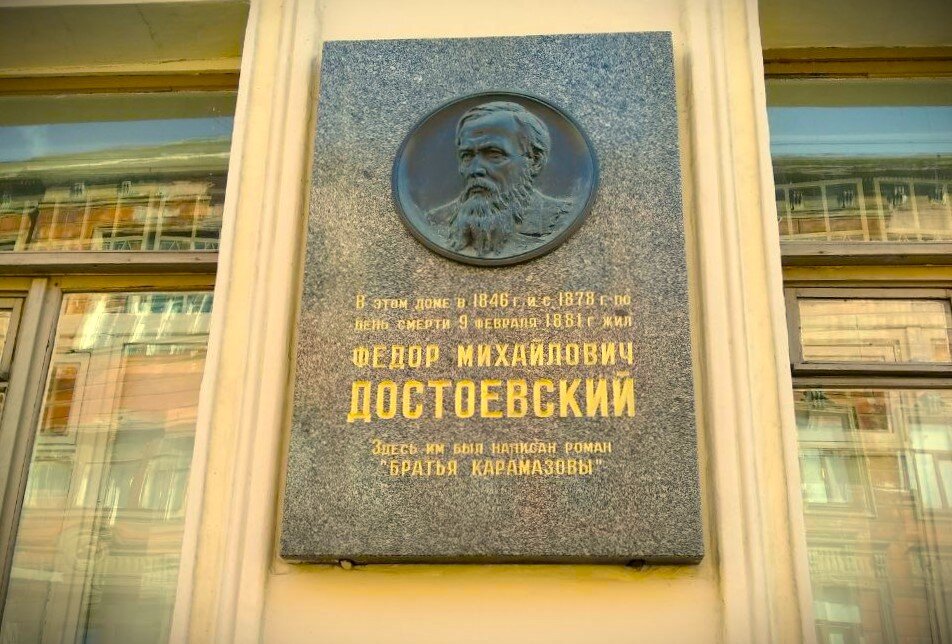 В этом доме в 1846 г. и с 1878 г. по
день смерти 9 февраля 1881 г. жил
ФЕДОР МИХАЙЛОВИЧ
ДОСТОЕВСКИЙ
Здесь им был написан роман
"БРАТЬЯ КАРАМАЗОВЫ"